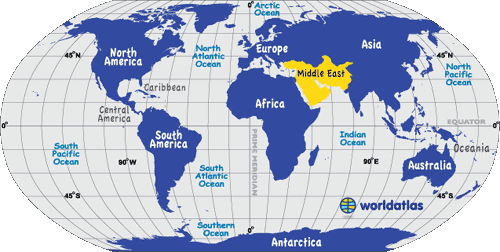 0°
Arctic
Ocean
North
America
45°N
North
Atlantic
Ocean
Europe
Asia
45°N
North
Pacific
Ocean
Middle East
Caribbean
Central
America
Africa
0°
EQUATOR
0°
South
Pacific
Ocean
South
America
PRIME MERIDIAN
Indian
Ocean
Oceania
90°W
90°E
Australia
South
Atlantic
Ocean
45°S
45°S
worldatlas
Southern
Ocean
0°
Antarctica